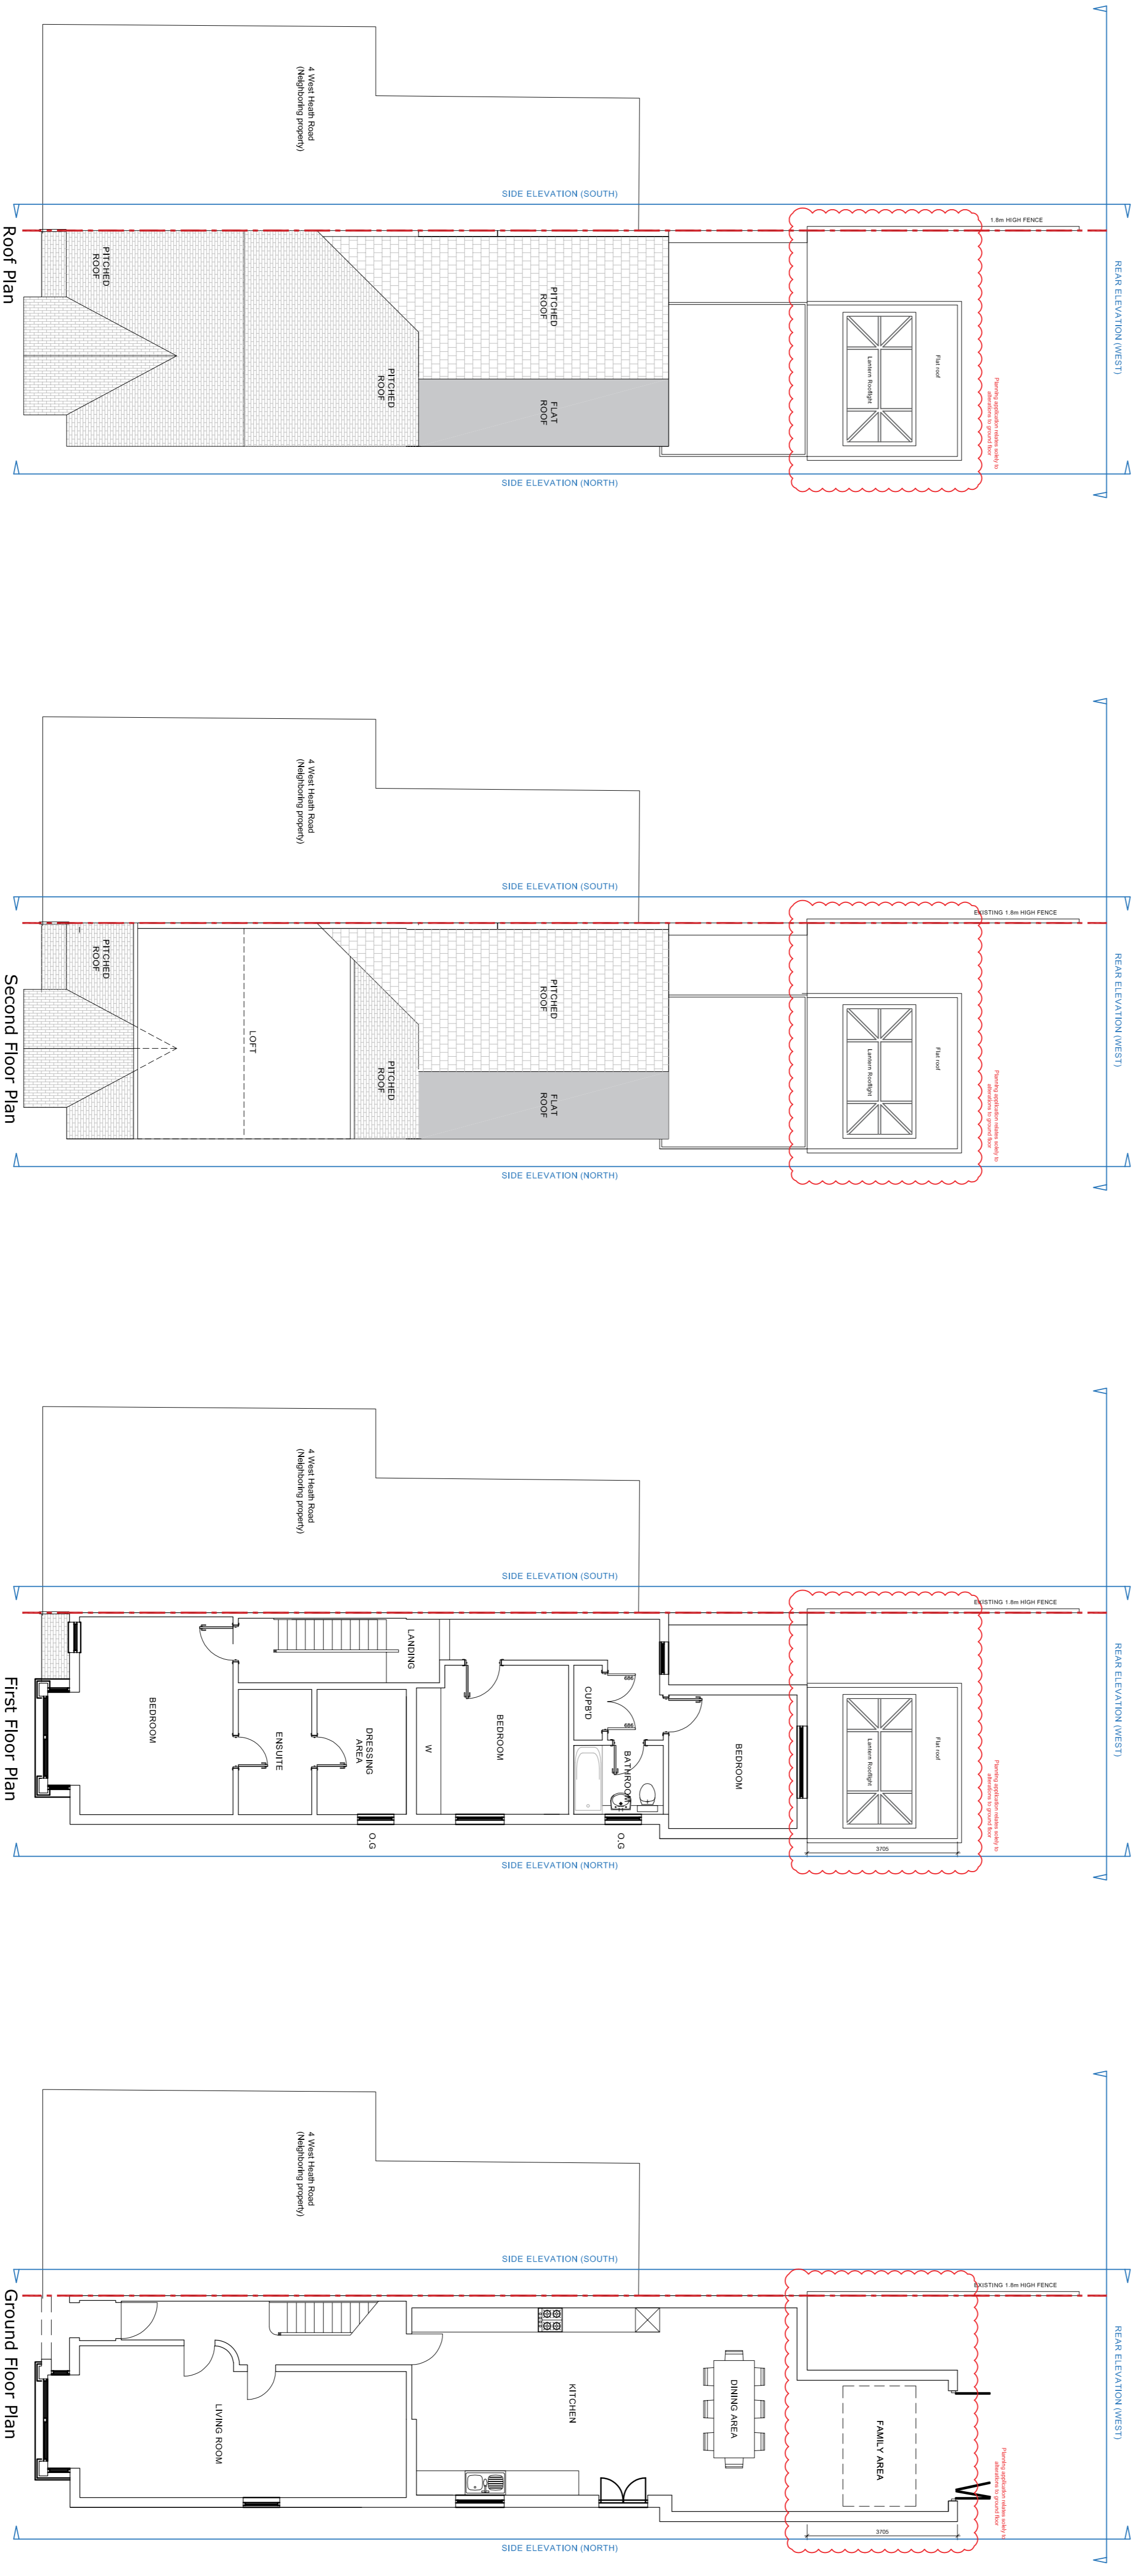 4 West Heath Road
(Neighboring property)
SIDE ELEVATION (SOUTH)
1.8m HIGH FENCE
REAR ELEVATION (WEST)
PITCHED
ROOF
PITCHED
ROOF
PITCHED
ROOF
FLAT
ROOF
Lantern Rooflight
Flat roof
Planning application relates solely to
alterations to ground floor
SIDE ELEVATION (NORTH)
Roof Plan
4 West Heath Road
(Neighboring property)
SIDE ELEVATION (SOUTH)
EXISTING 1.8m HIGH FENCE
REAR ELEVATION (WEST)
PITCHED
ROOF
LOFT
PITCHED
ROOF
PITCHED
ROOF
FLAT
ROOF
Lantern Rooflight
Flat roof
Planning application relates solely to
alterations to ground floor
SIDE ELEVATION (NORTH)
Second Floor Plan
4 West Heath Road
(Neighboring property)
SIDE ELEVATION (SOUTH)
EXISTING 1.8m HIGH FENCE
REAR ELEVATION (WEST)
LANDING
BEDROOM
ENSUITE
DRESSING
AREA
W
BEDROOM
CUPB'D
686
686
BATHROOM
BEDROOM
O.G
O.G
Lantern Rooflight
Flat roof
Planning application relates solely to
alterations to ground floor
3705
SIDE ELEVATION (NORTH)
First Floor Plan
4 West Heath Road
(Neighboring property)
SIDE ELEVATION (SOUTH)
EXISTING 1.8m HIGH FENCE
REAR ELEVATION (WEST)
LIVING ROOM
KITCHEN
DINING AREA
FAMILY AREA
Planning application relates solely to
alterations to ground floor
3705
SIDE ELEVATION (NORTH)
Ground Floor Plan